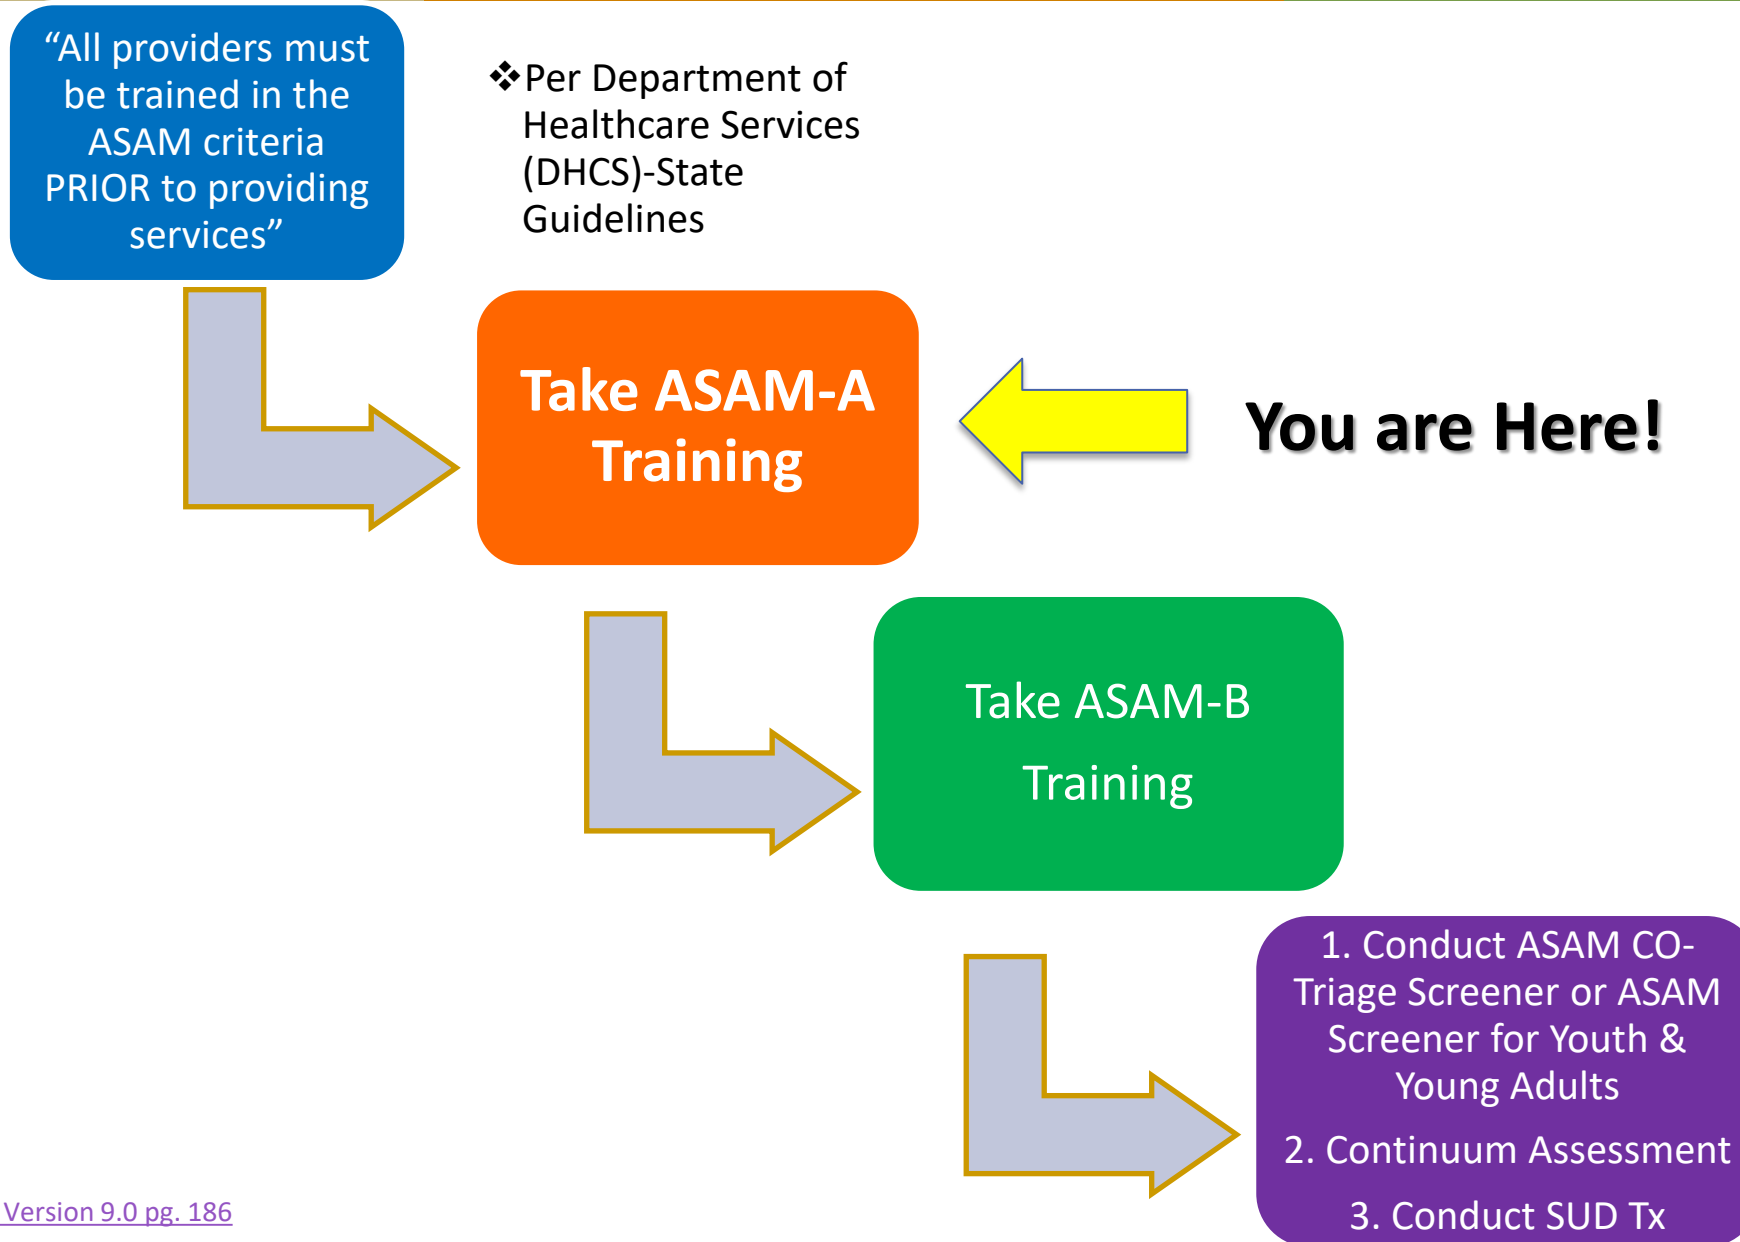 “All providers must
be trained in the
ASAM criteria
PRIOR to providing
services”
❖Per Department of
Healthcare Services
(DHCS)-State
Guidelines
Take ASAM-A
Training
You are Here!
Take ASAM-B
Training
1. Conduct ASAM CO-
Triage Screener or ASAM
Screener for Youth &
Young Adults
2. Continuum Assessment
3. Conduct SUD Tx
Version 9.0 pg. 186